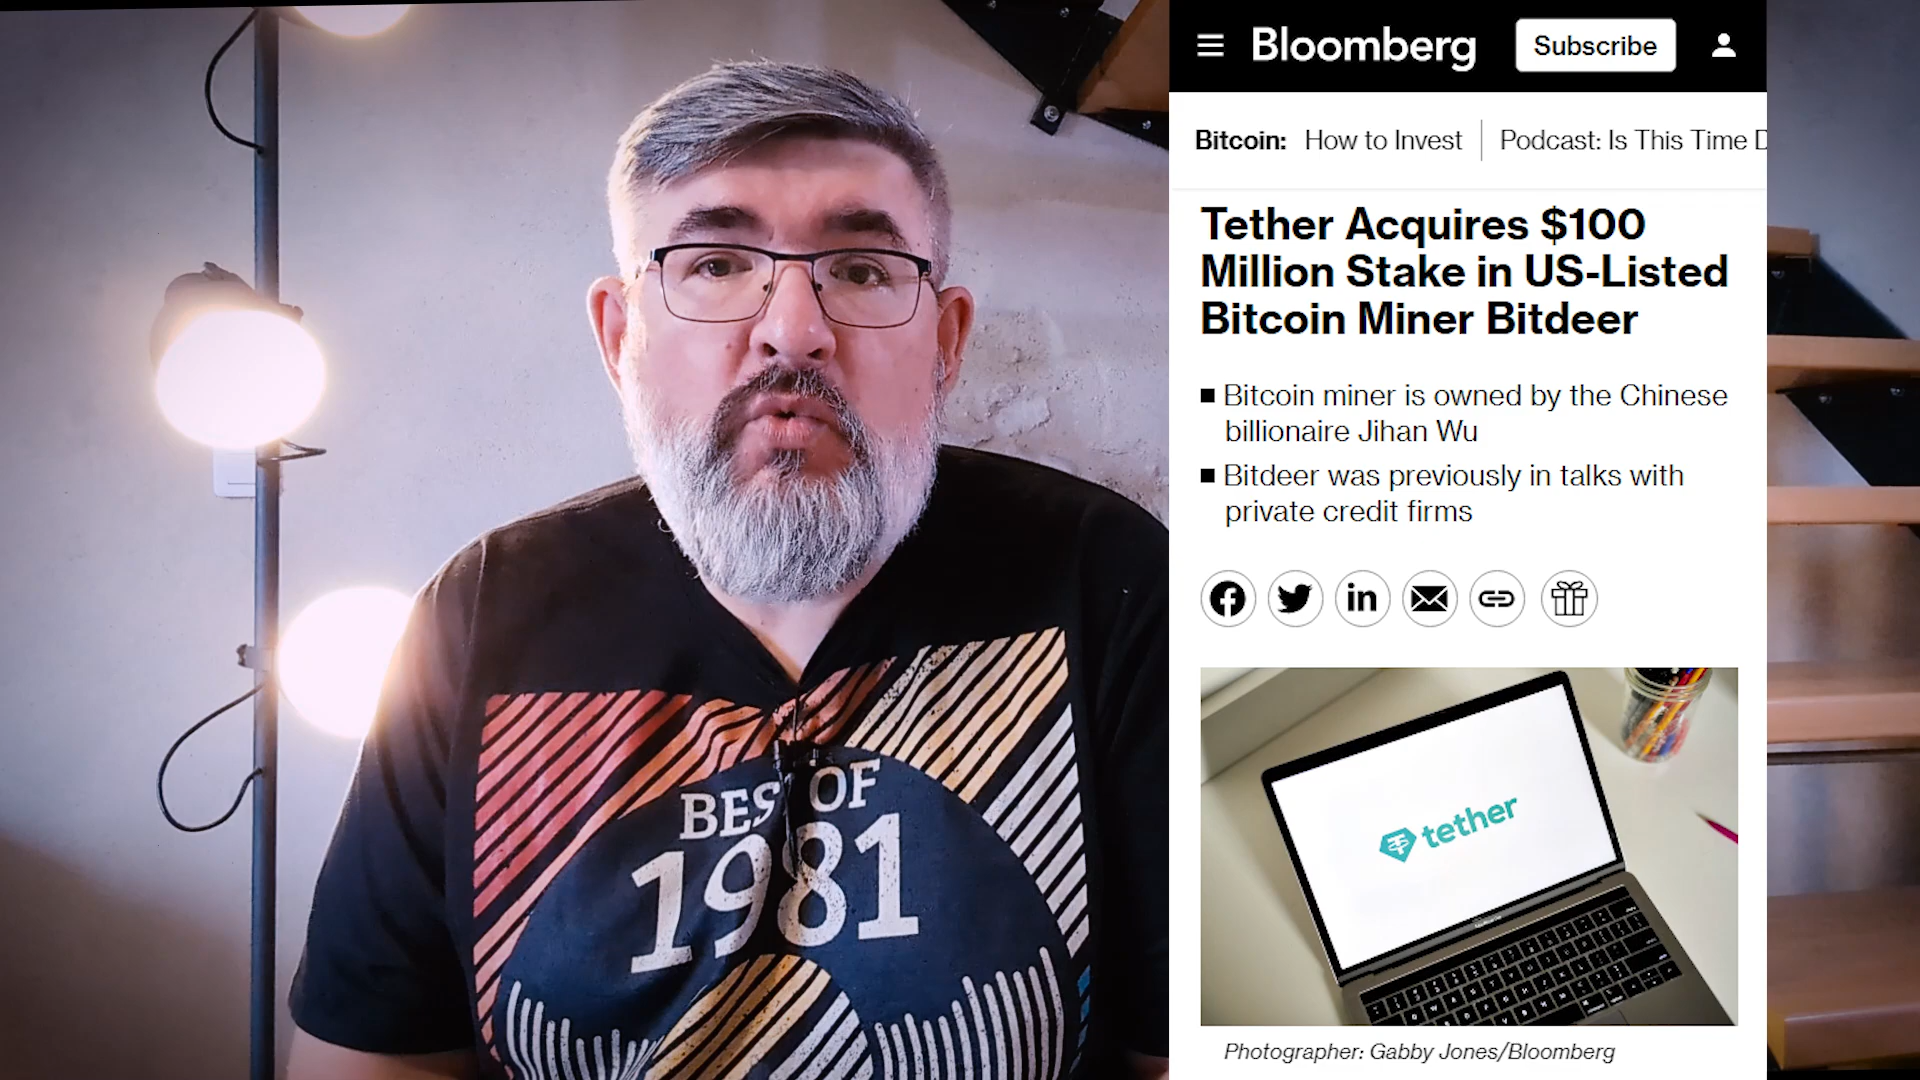 BEST OF
1981
Bloomberg
Subscribe
Bitcoin: How to Invest
Podcast: Is This Time
Tether Acquires $100
Million Stake in US-Listed
Bitcoin Miner Bitdeer
Bitcoin miner is owned by the Chinese
billionaire Jihan Wu
Bitdeer was previously in talks with
private credit firms
in
tether
Photographer: Gabby Jones/Bloomberg